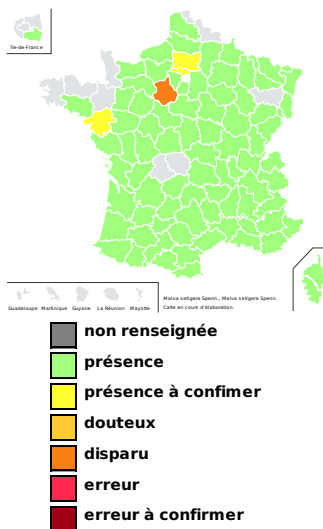 Île-de-France
Guadeloupe Martinique Guyane La Réunion Mayotte
Malva setigera Spenn., Malva setigera Spenn.
Carte en cours d'élaboration.
non renseignée
présence
présence à confimer
douteux
disparu
erreur
erreur à confirmer